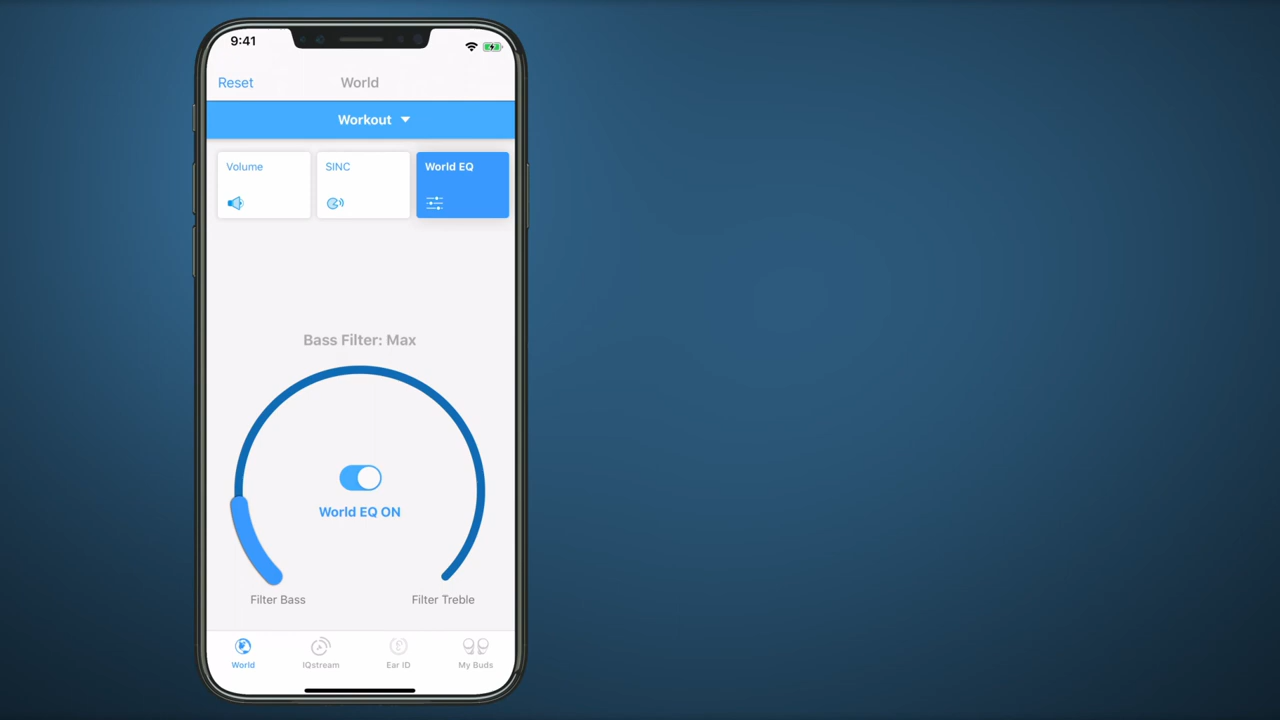 9:41
Reset
World
Workout
Volume
SINC
World EQ
Bass Filter: Max
World EQ ON
Filter Bass
Filter Treble
World
IQstream
Ear ID
My Buds